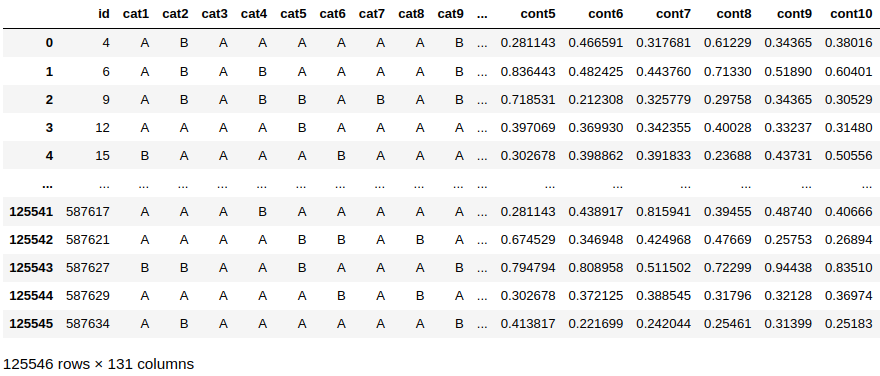 id cat1 cat2 cat3 cat4 cat5 cat6 cat7 cat8 cat9 ... cont5 cont6 cont7 cont8 cont9 cont10
0 4 A B A A A A A A B ... 0.281143 0.466591 0.317681 0.61229 0.34365 0.38016
1 6 A B A B A A A A B ... 0.836443 0.482425 0.443760 0.71330 0.51890 0.60401
2 9 A B A B B A B A B ... 0.718531 0.212308 0.325779 0.29758 0.34365 0.30529
3 12 A A A A B A A A A ... 0.397069 0.369930 0.342355 0.40028 0.33237 0.31480
4 15 B A A A A B A A A ... 0.302678 0.398862 0.391833 0.23688 0.43731 0.50556
... ... ... ... ... ... ... ... ... ... ... ... ... ... ... ... ... ...
125541 587617 A A A B A A A A A ... 0.281143 0.438917 0.815941 0.39455 0.48740 0.40666
125542 587621 A A A A B B A B A ... 0.674529 0.346948 0.424968 0.47669 0.25753 0.26894
125543 587627 B B A A B A A A B ... 0.794794 0.808958 0.511502 0.72299 0.94438 0.83510
125544 587629 A A A A A B A B A ... 0.302678 0.372125 0.388545 0.31796 0.32128 0.36974
125545 587634 A B A A A A A A B ... 0.413817 0.221699 0.242044 0.25461 0.31399 0.25183
125546 rows × 131 columns